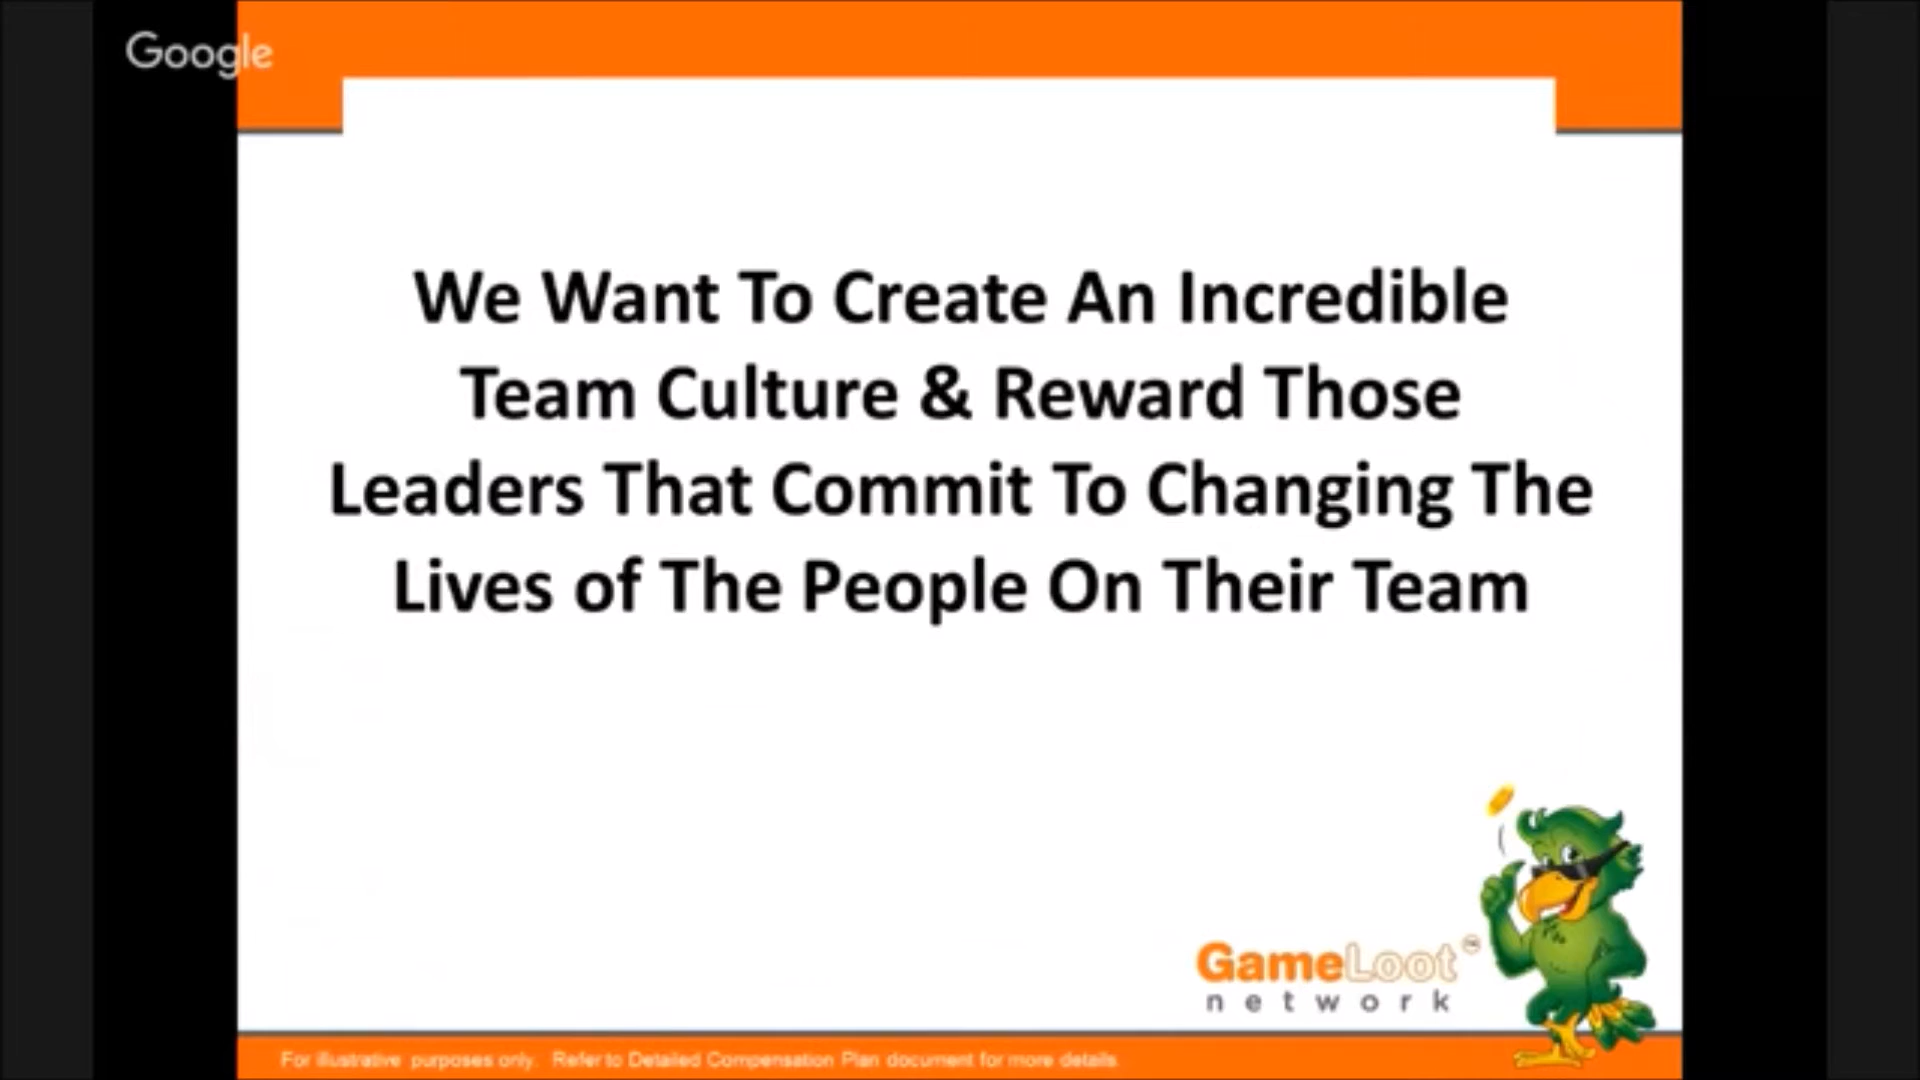 Google
We Want To Create An Incredible
Team Culture & Reward Those
Leaders That Commit To Changing The
Lives of The People On Their Team
GameLoot
network
For illustrative purposes only. Refer to Detailed Compensation Plan document for more details.